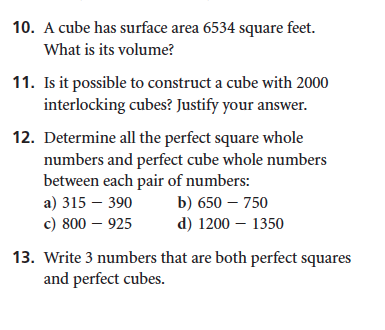 10. A cube has surface area 6534 square feet.
What is its volume?
11. Is it possible to construct a cube with 2000
interlocking cubes? Justify your answer.
12. Determine all the perfect square whole
numbers and perfect cube whole numbers
between each pair of numbers:
a) 315 – 390 b) 650 – 750
c) 800 – 925 d) 1200 – 1350
13. Write 3 numbers that are both perfect squares
and perfect cubes.